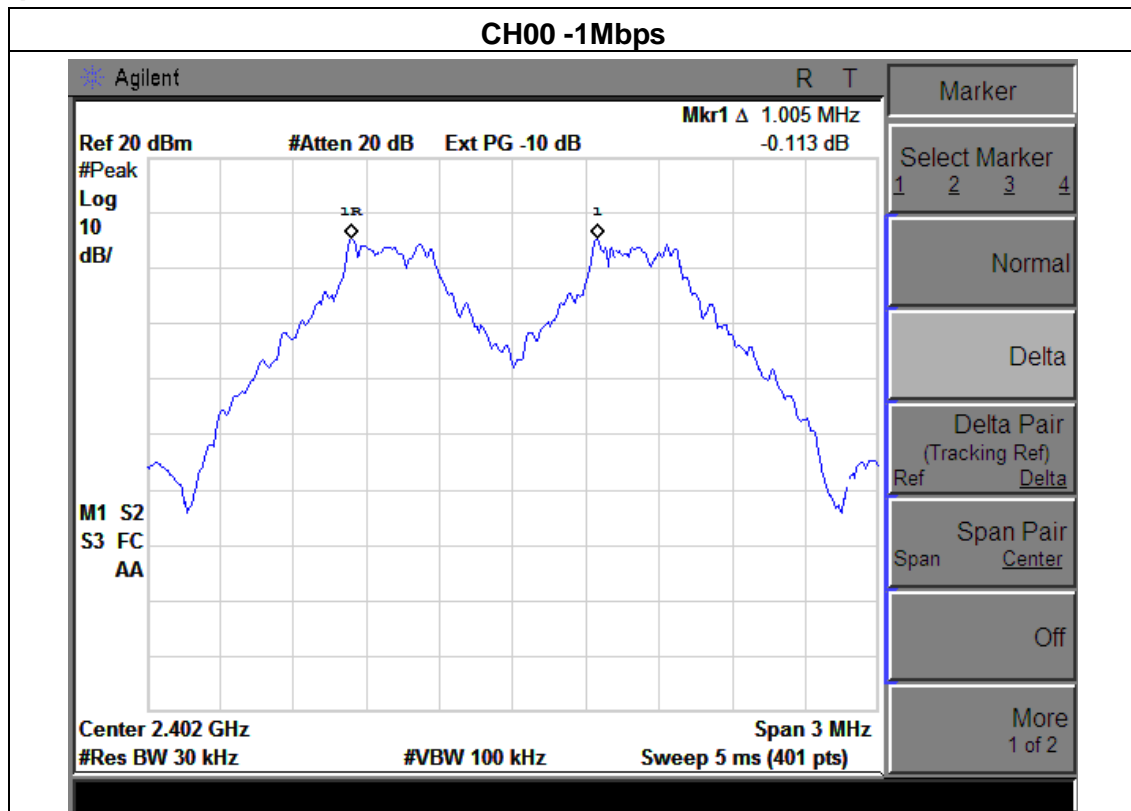 CH00 -1Mbps
Agilent
R T
Mkr1 Δ 1.005 MHz
Ref 20 dBm #Atten 20 dB Ext PG -10 dB -0.113 dB
#Peak
Log
10
dB/
1R
1
M1 S2
S3 FC
AA
Center 2.402 GHz Span 3 MHz
#Res BW 30 kHz #VBW 100 kHz Sweep 5 ms (401 pts)
Marker
Select Marker
1 2 3 4
Normal
Delta
Delta Pair
(Tracking Ref)
Ref Delta
Span Pair
Span Center
Off
More
1 of 2